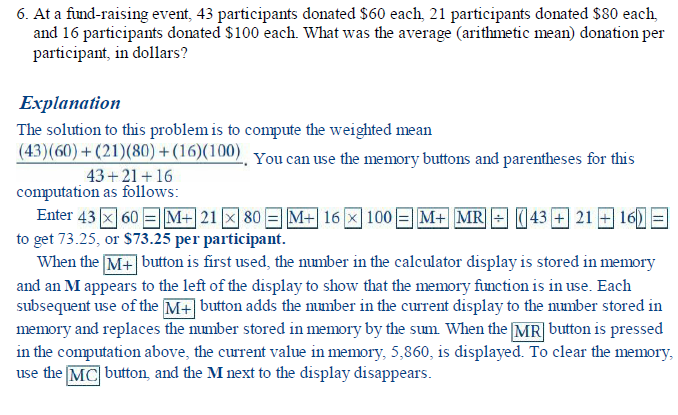 6. At a fund-raising event, 43 participants donated $60 each, 21 participants donated $80 each,
and 16 participants donated $100 each. What was the average (arithmetic mean) donation per
participant, in dollars?
Explanation
The solution to this problem is to compute the weighted mean
(43)(60)+(21)(80)+(16)(100)
43+21+16
. You can use the memory buttons and parentheses for this
computation as follows:
Enter 43 × 60 = M+ 21 × 80 = M+ 16 × 100 = M+ MR ÷ ( 43 + 21 + 16 ) =
to get 73.25, or $73.25 per participant.
When the M+ button is first used, the number in the calculator display is stored in memory
and an M appears to the left of the display to show that the memory function is in use. Each
subsequent use of the M+ button adds the number in the current display to the number stored in
memory and replaces the number stored in memory by the sum. When the MR button is pressed
in the computation above, the current value in memory, 5,860, is displayed. To clear the memory,
use the MC button, and the M next to the display disappears.